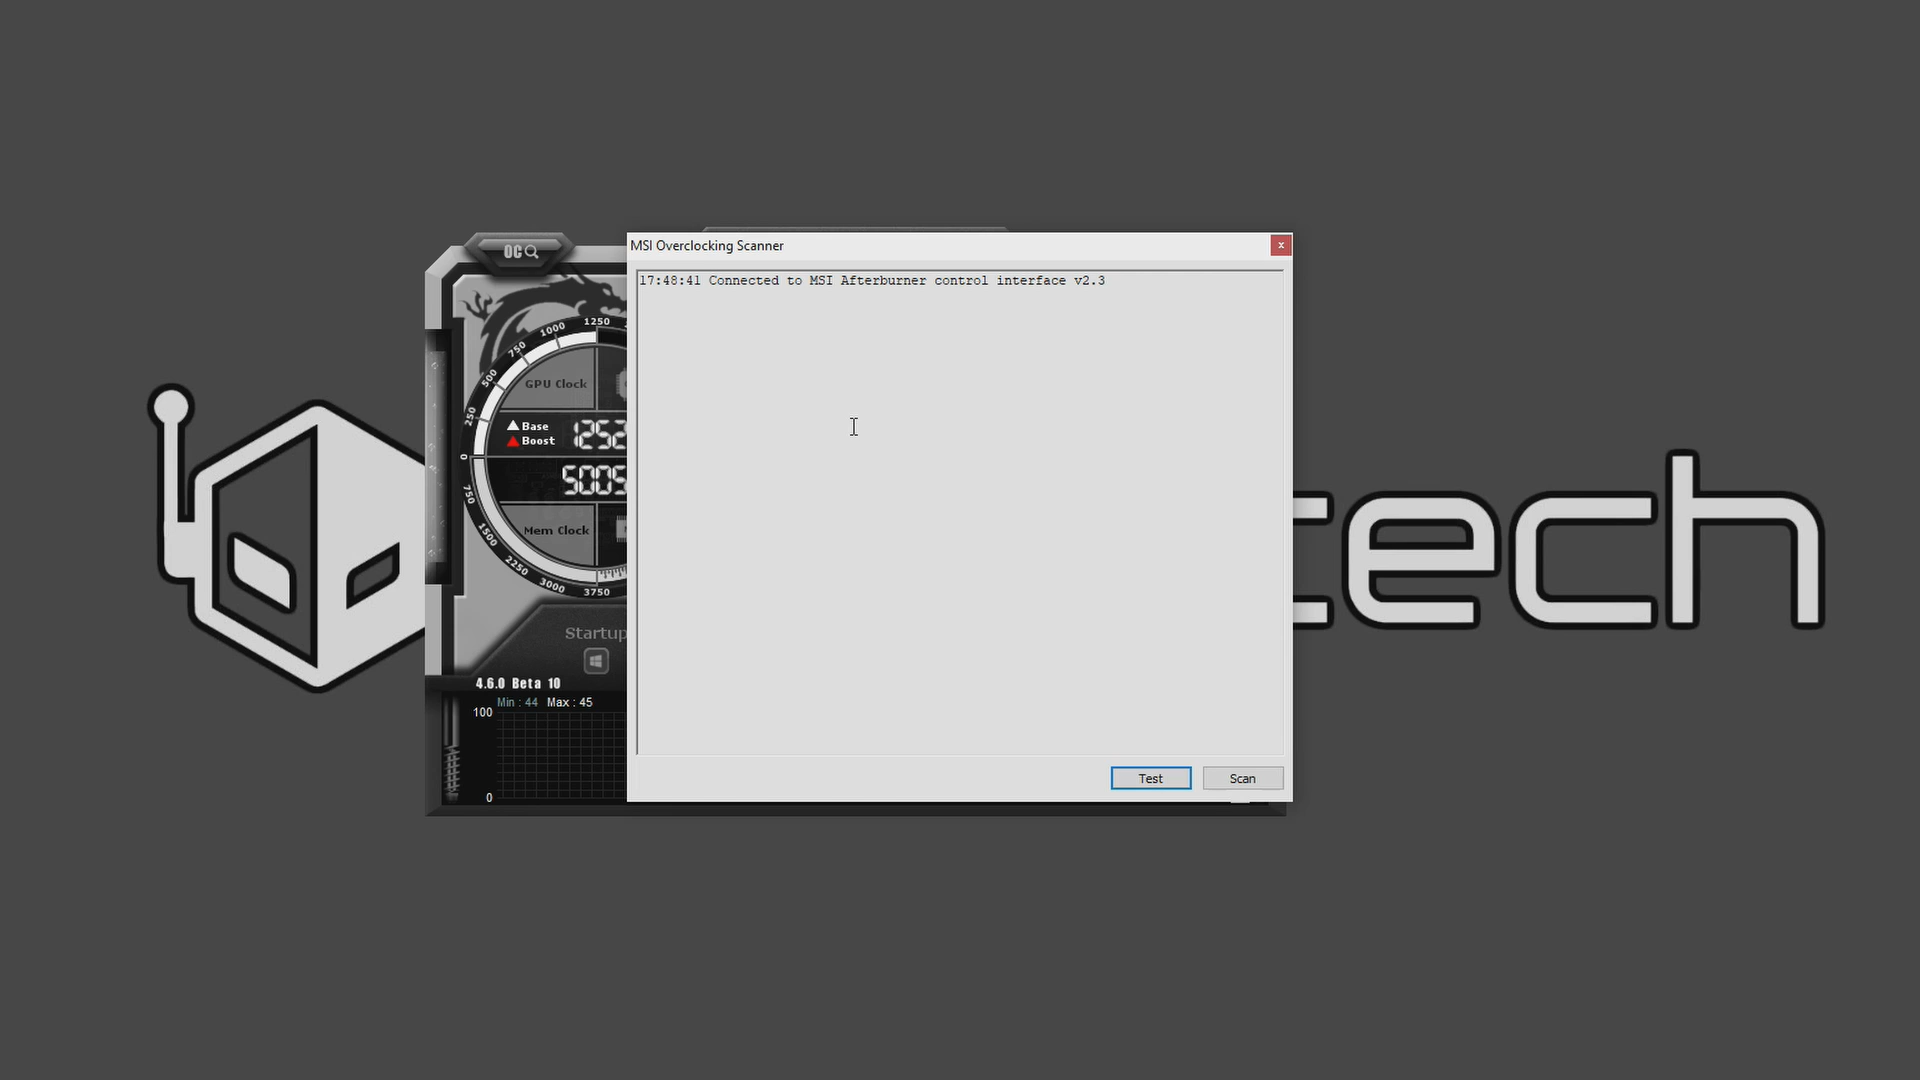 OC
MSI Overclocking Scanner
x
17:48:41 Connected to MSI Afterburner control interface v2.3
1250
1000
750
500
250
0
GPU Clock
Base
Boost
1252
5005
Mem Clock
750
1500
2250
3000
3750
Startup
4.6.0 Beta 10
Min : 44 Max : 45
100
0
Test
Scan
tech